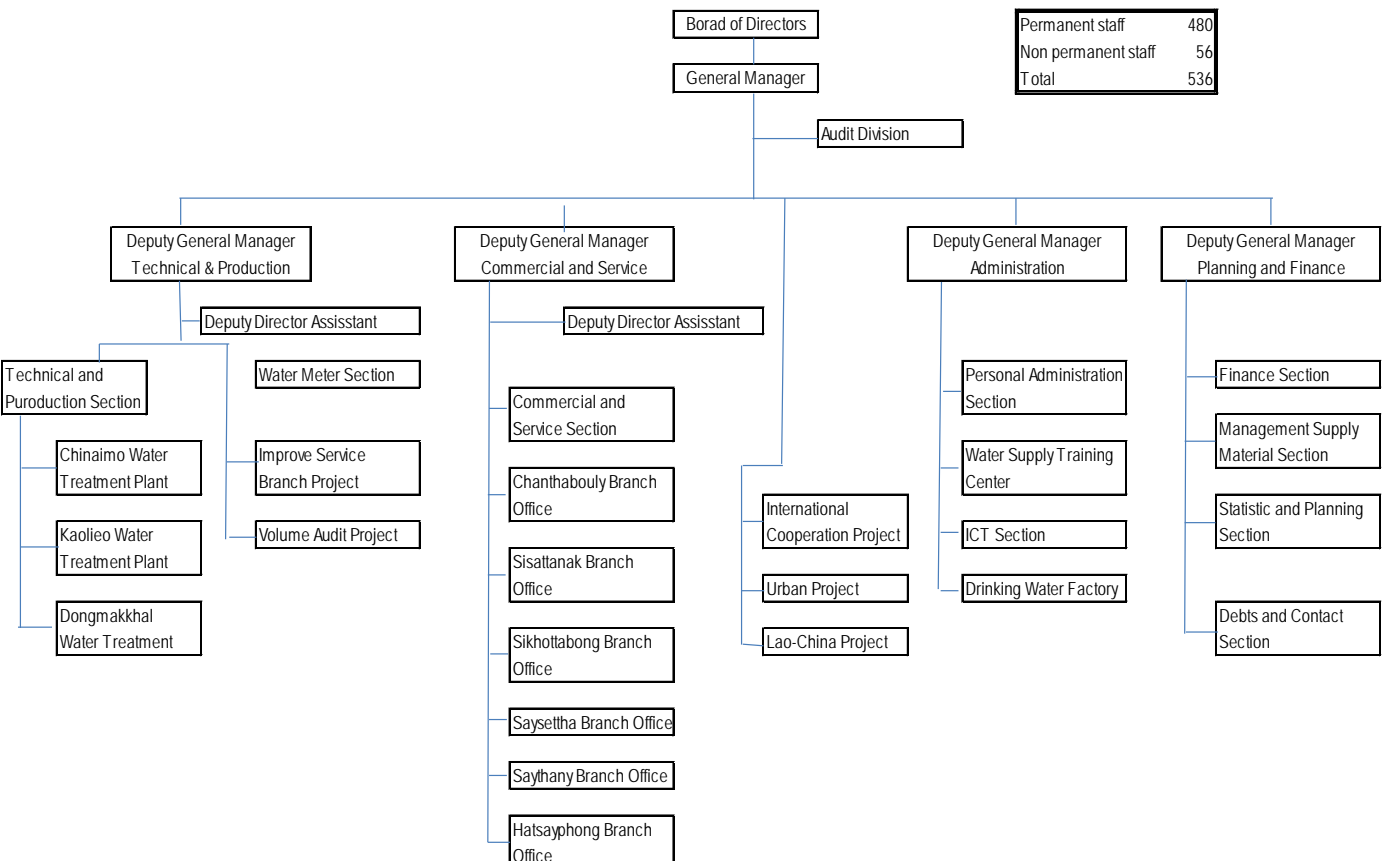 Borad of Directors
Permanent staff 480
Non permanent staff 56
Total 536
General Manager
Audit Division
Deputy General Manager
Technical & Production
Deputy General Manager
Commercial and Service
Deputy General Manager
Administration
Deputy General Manager
Planning and Finance
Deputy Director Assisstant
Deputy Director Assisstant
Technical and
Puroduction Section
Chinaimo Water
Treatment Plant
Kaolieo Water
Treatment Plant
Dongmakkhal
Water Treatment
Water Meter Section
Improve Service
Branch Project
Volume Audit Project
Commercial and
Service Section
Chanthabouly Branch
Office
Sisattanak Branch
Office
Sikhottabong Branch
Office
Saysettha Branch Office
Saythany Branch Office
Hatsayphong Branch
Office
International
Cooperation Project
Urban Project
Lao-China Project
Personal Administration
Section
Water Supply Training
Center
ICT Section
Drinking Water Factory
Finance Section
Management Supply
Material Section
Statistic and Planning
Section
Debts and Contact
Section